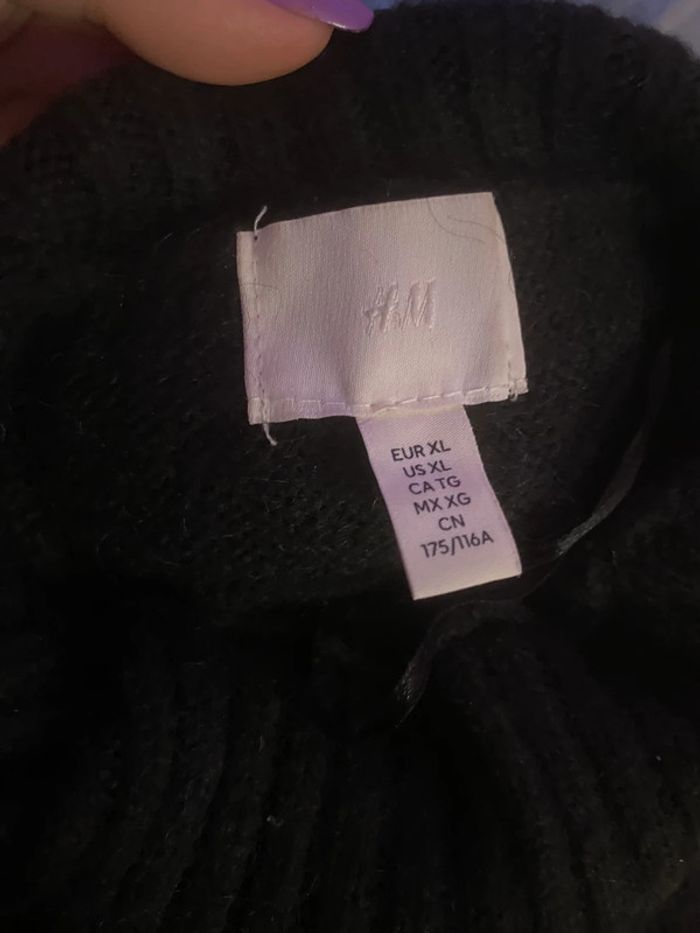 H&M
EUR XL
US XL
CA TG
MX XG
CN
175/116A